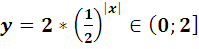 y = 2 * (1/2)^|x| ∈ (0; 2]